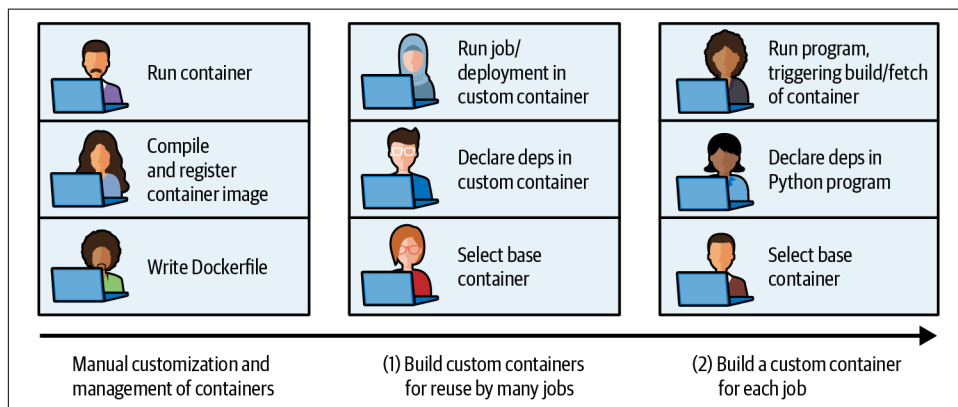 Run container
Compile
and register
container image
Write Dockerfile
Run job/
deployment in
custom container
Declare deps in
custom container
Select base
container
Run program,
triggering build/fetch
of container
Declare deps in
Python program
Select base
container
Manual customization and
management of containers
(1) Build custom containers
for reuse by many jobs
(2) Build a custom container
for each job